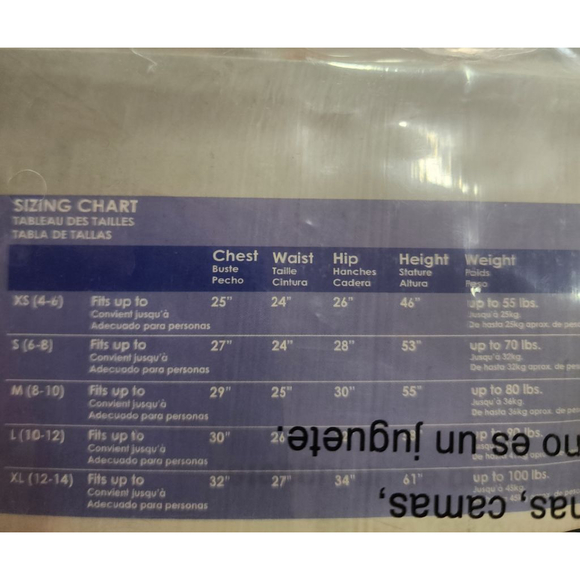 SIZING CHART
TABLEAU DES TAILLES
TABLA DE TALLAS
Chest Waist Hip Height Weight
Buste Taille Hanches Stature Poids
Pecho Cintura Cadera Altura Peso
XS (4-6) Fits up to 25" 24" 26" 46" up to 55 lbs.
Convient jusqu'à Jusqu'à 25kg
Adecuado para personas De hasta 25kg aprox. de
S (6-8) Fits up to 27" 24" 28" 53" up to 70 lbs.
Convient jusqu'à Jusqu'à 32kg
Adecuado para personas De hasta 32kg aprox. de
M (8-10) Fits up to 29" 25" 30" 55" up to 80 lbs.
Convient jusqu'à Jusqu'à 36kg
Adecuado para personas De hasta 36kg aprox. de
L (10-12) Fits up to 30" 26
Convient jusqu'à
Adecuado para personas
XL (12-14) Fits up to 32" 27" 34" 61" up to 100 lbs.
Convient jusqu'à Jusqu'à 45kg
Adecuado para personas
no es un juguete.
camas,